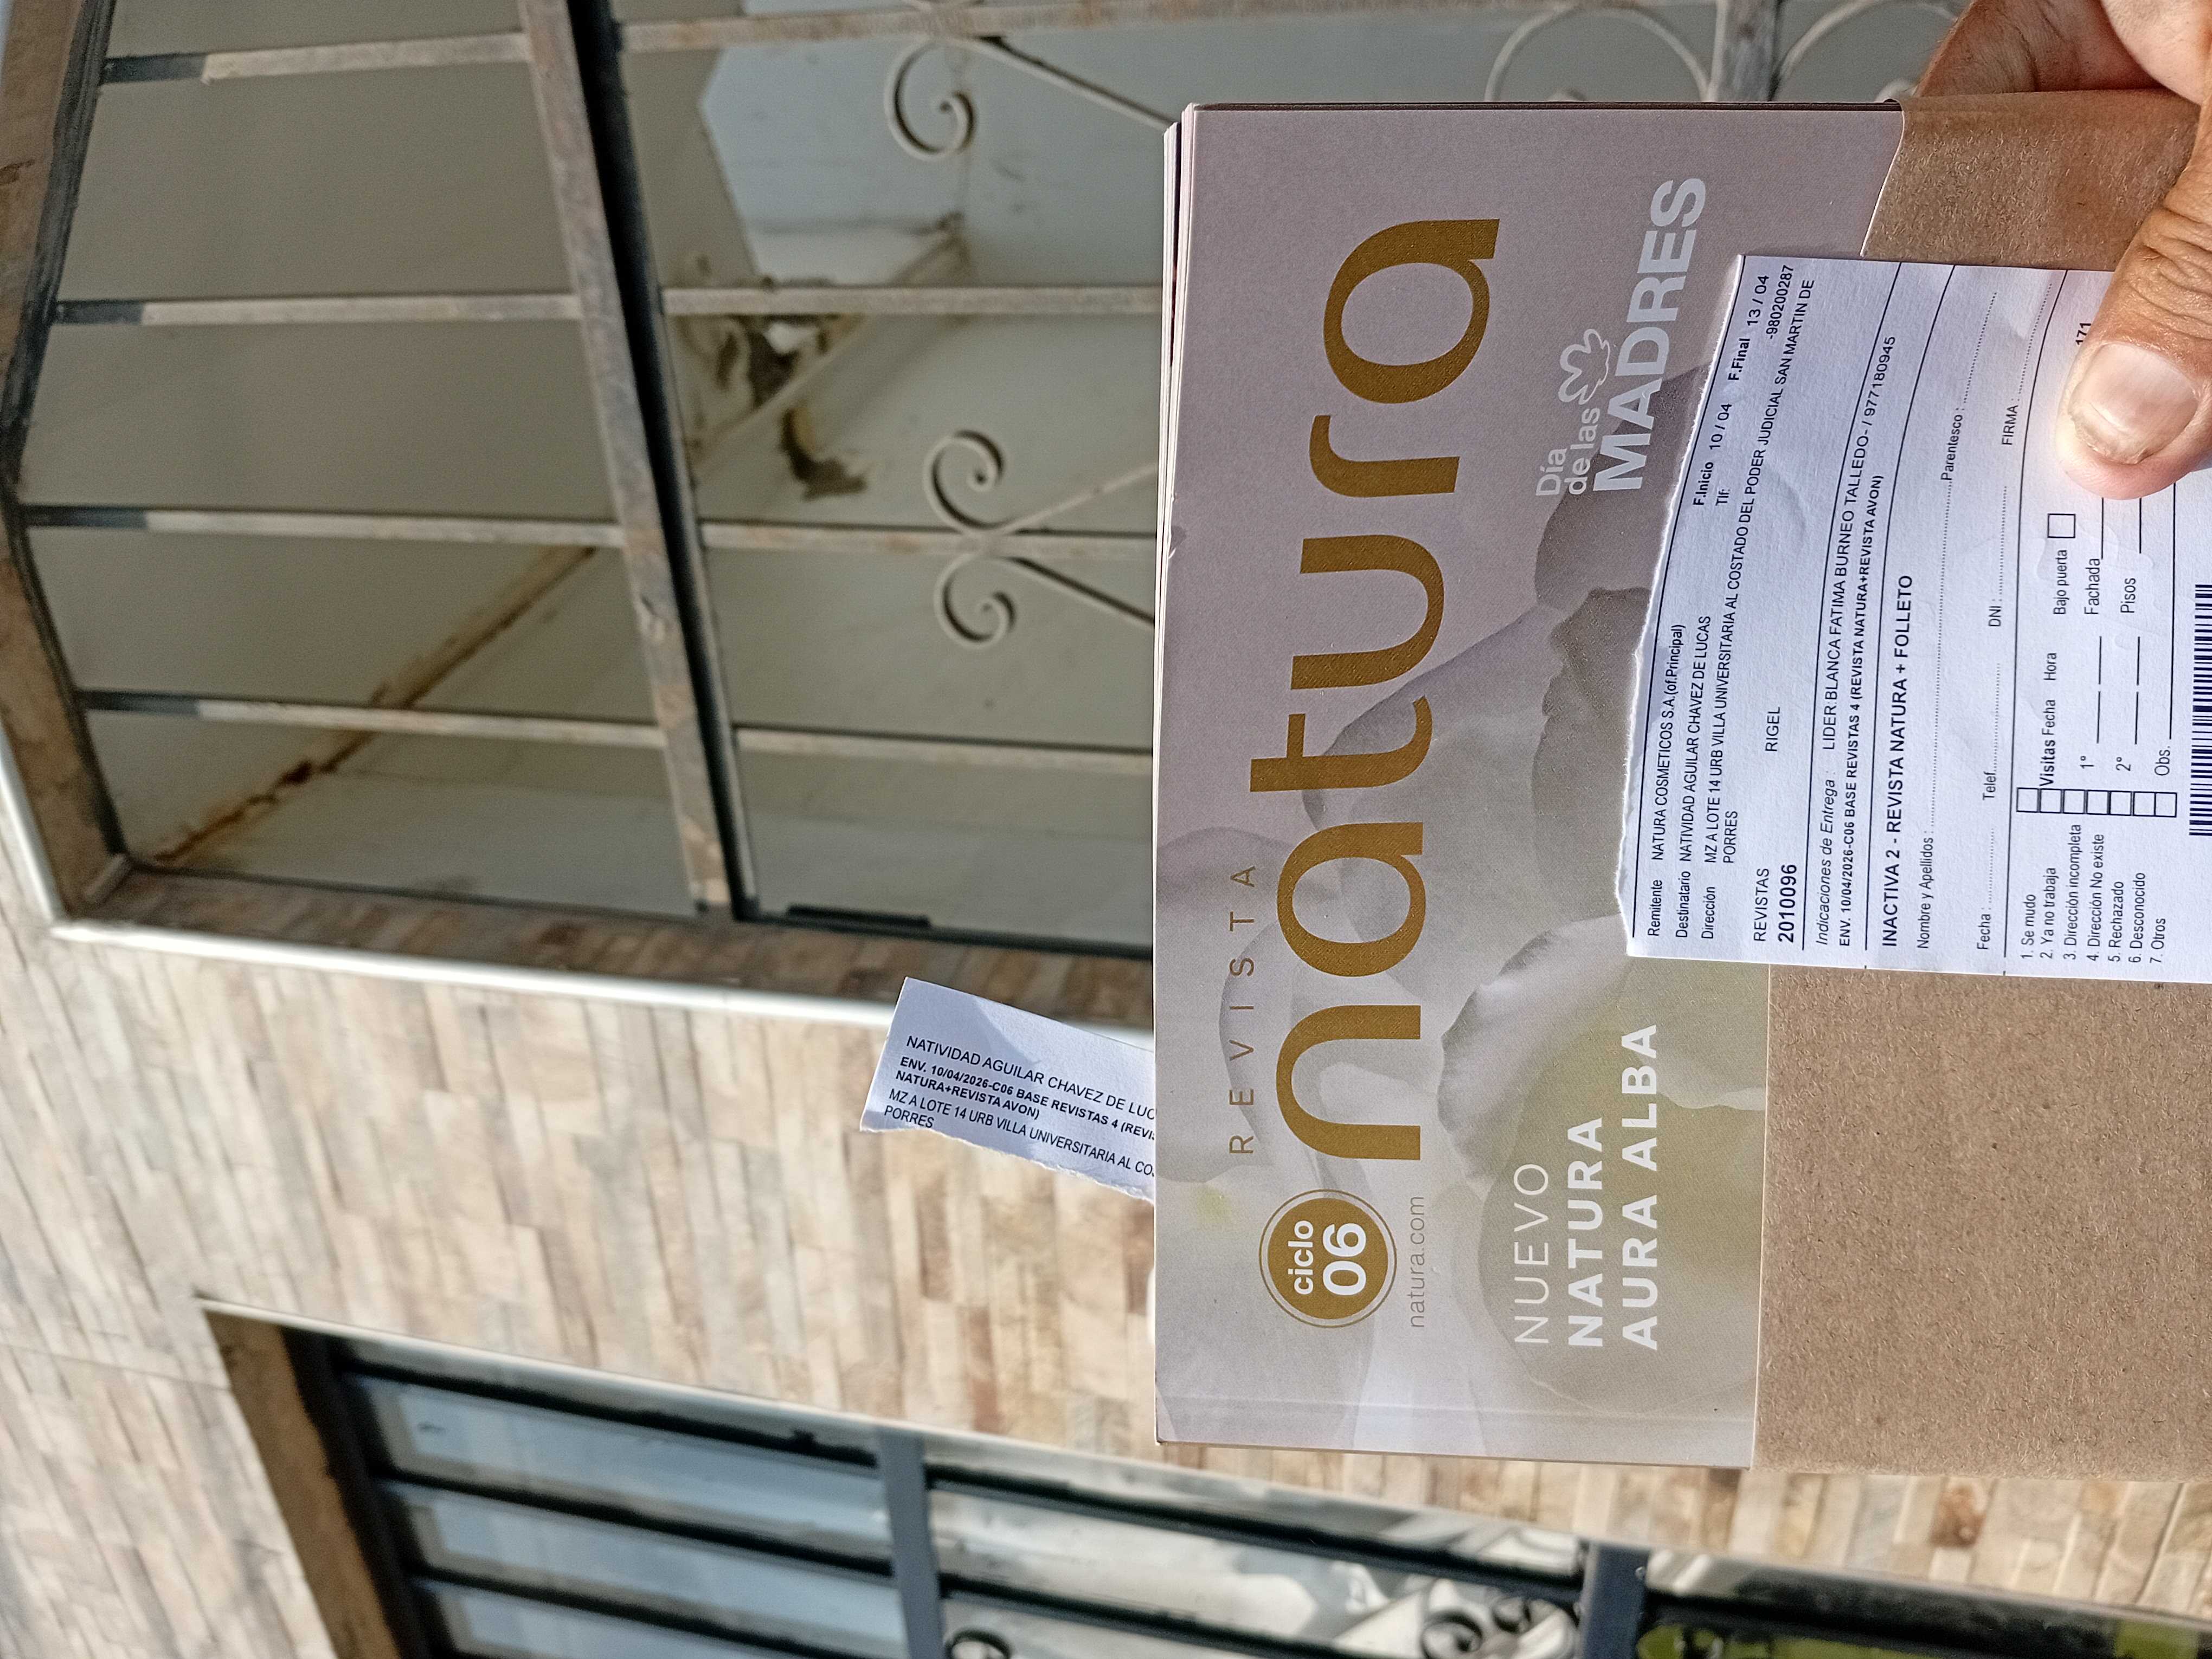 REVISTA
natura
ciclo
06
natura.com
NUEVO
NATURA
AURA ALBA
Día
de las
MADRES
NATIVIDAD AGUILAR CHAVEZ DE LUC
ENV. 10/04/2026-C06 BASE REVISTAS 4 (REVI
NATURA+REVISTA AVON)
MZ A LOTE 14 URB VILLA UNIVERSITARIA AL CO
PORRES
Remitente NATURA COSMETICOS S.A.(of.Principal) F.Inicio 10 / 04 F.Final 13 / 04
Destinatario NATIVIDAD AGUILAR CHAVEZ DE LUCAS Tlf: -980200287
Dirección MZ A LOTE 14 URB VILLA UNIVERSITARIA AL COSTADO DEL PODER JUDICIAL SAN MARTIN DE
PORRES
REVISTAS RIGEL
2010096
Indicaciones de Entrega : LIDER BLANCA FATIMA BURNEO TALLEDO- / 977180945
ENV. 10/04/2026-C06 BASE REVISTAS 4 (REVISTA NATURA+REVISTA AVON)
INACTIVA 2 - REVISTA NATURA + FOLLETO
Nombre y Apellidos : Parentesco :
Fecha : Telef. DNI : FIRMA :
1. Se mudo
2. Ya no trabaja Visitas Fecha Hora Bajo puerta 171
3. Dirección incompleta 1° Fachada
4. Dirección No existe
5. Rechazado 2° Pisos
6. Desconocido
7. Otros Obs.